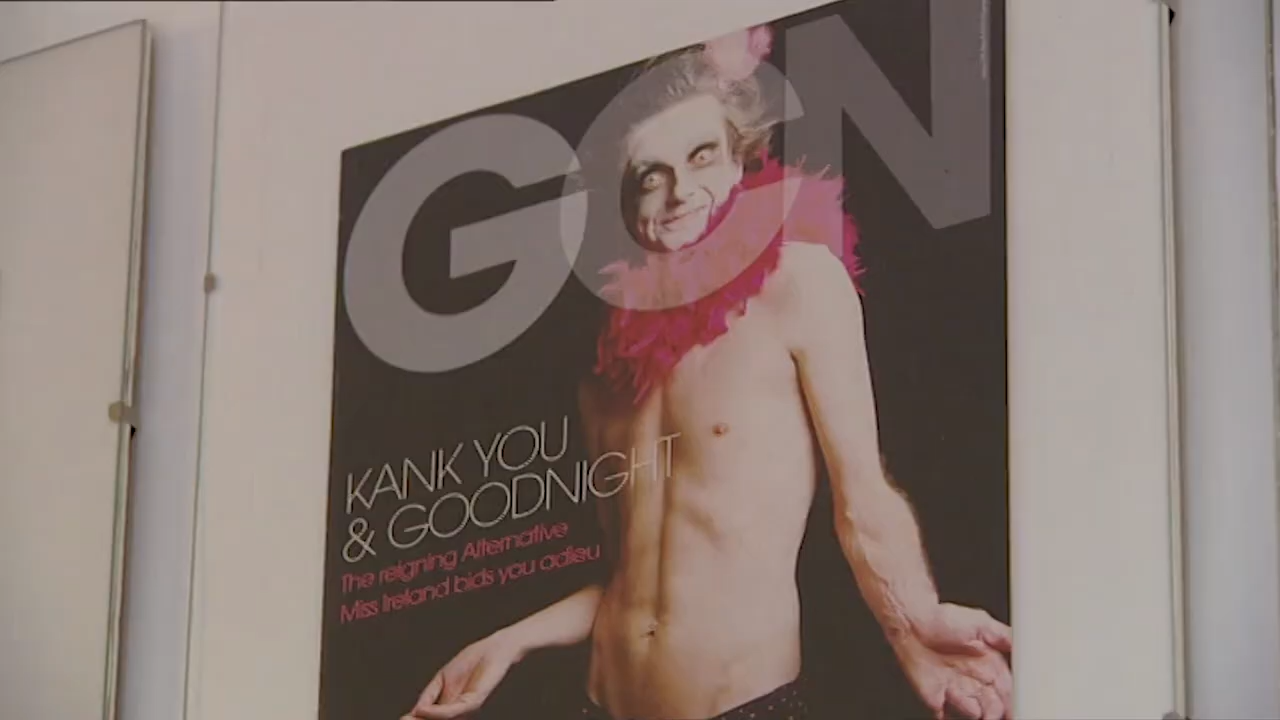 GCN
KANK YOU
& GOODNIGHT
The reigning Alternative
Miss Ireland bids you adieu